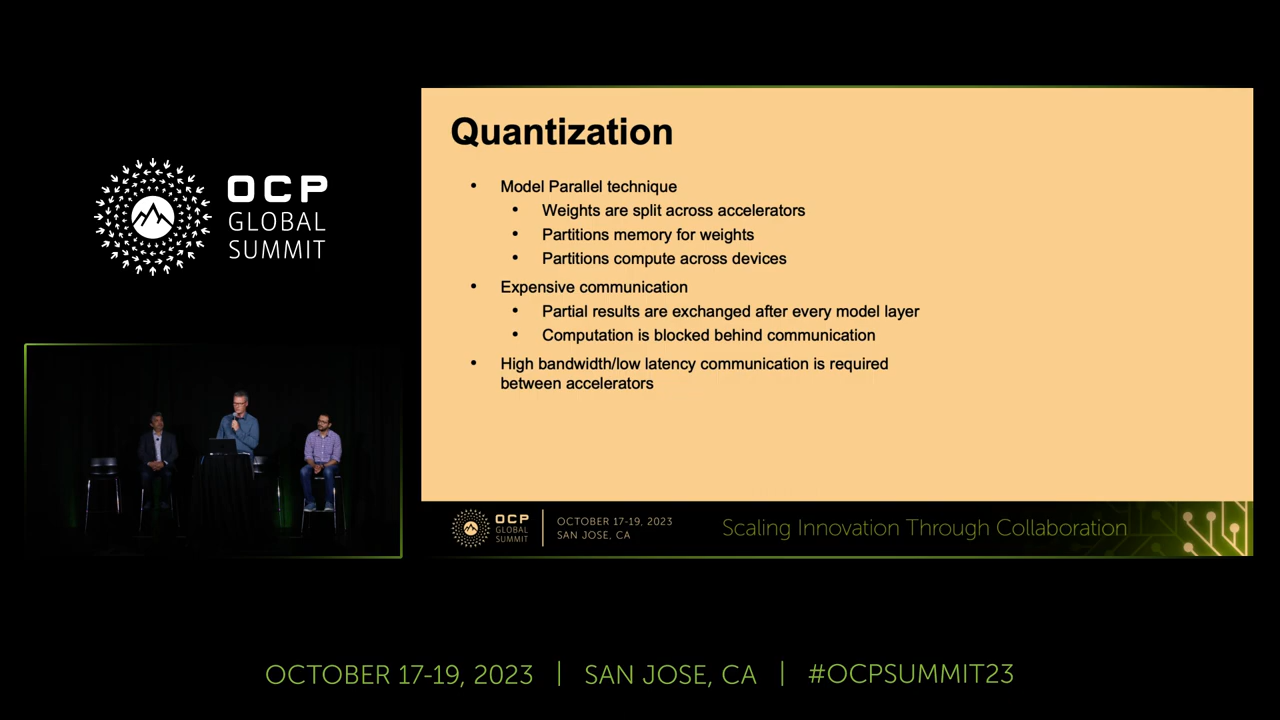 OCP
GLOBAL
SUMMIT
Quantization
• Model Parallel technique
• Weights are split across accelerators
• Partitions memory for weights
• Partitions compute across devices
• Expensive communication
• Partial results are exchanged after every model layer
• Computation is blocked behind communication
• High bandwidth/low latency communication is required
between accelerators
OCP
GLOBAL
SUMMIT
OCTOBER 17-19, 2023
SAN JOSE, CA
Scaling Innovation Through Collaboration
OCTOBER 17-19, 2023 | SAN JOSE, CA | #OCPSUMMIT23